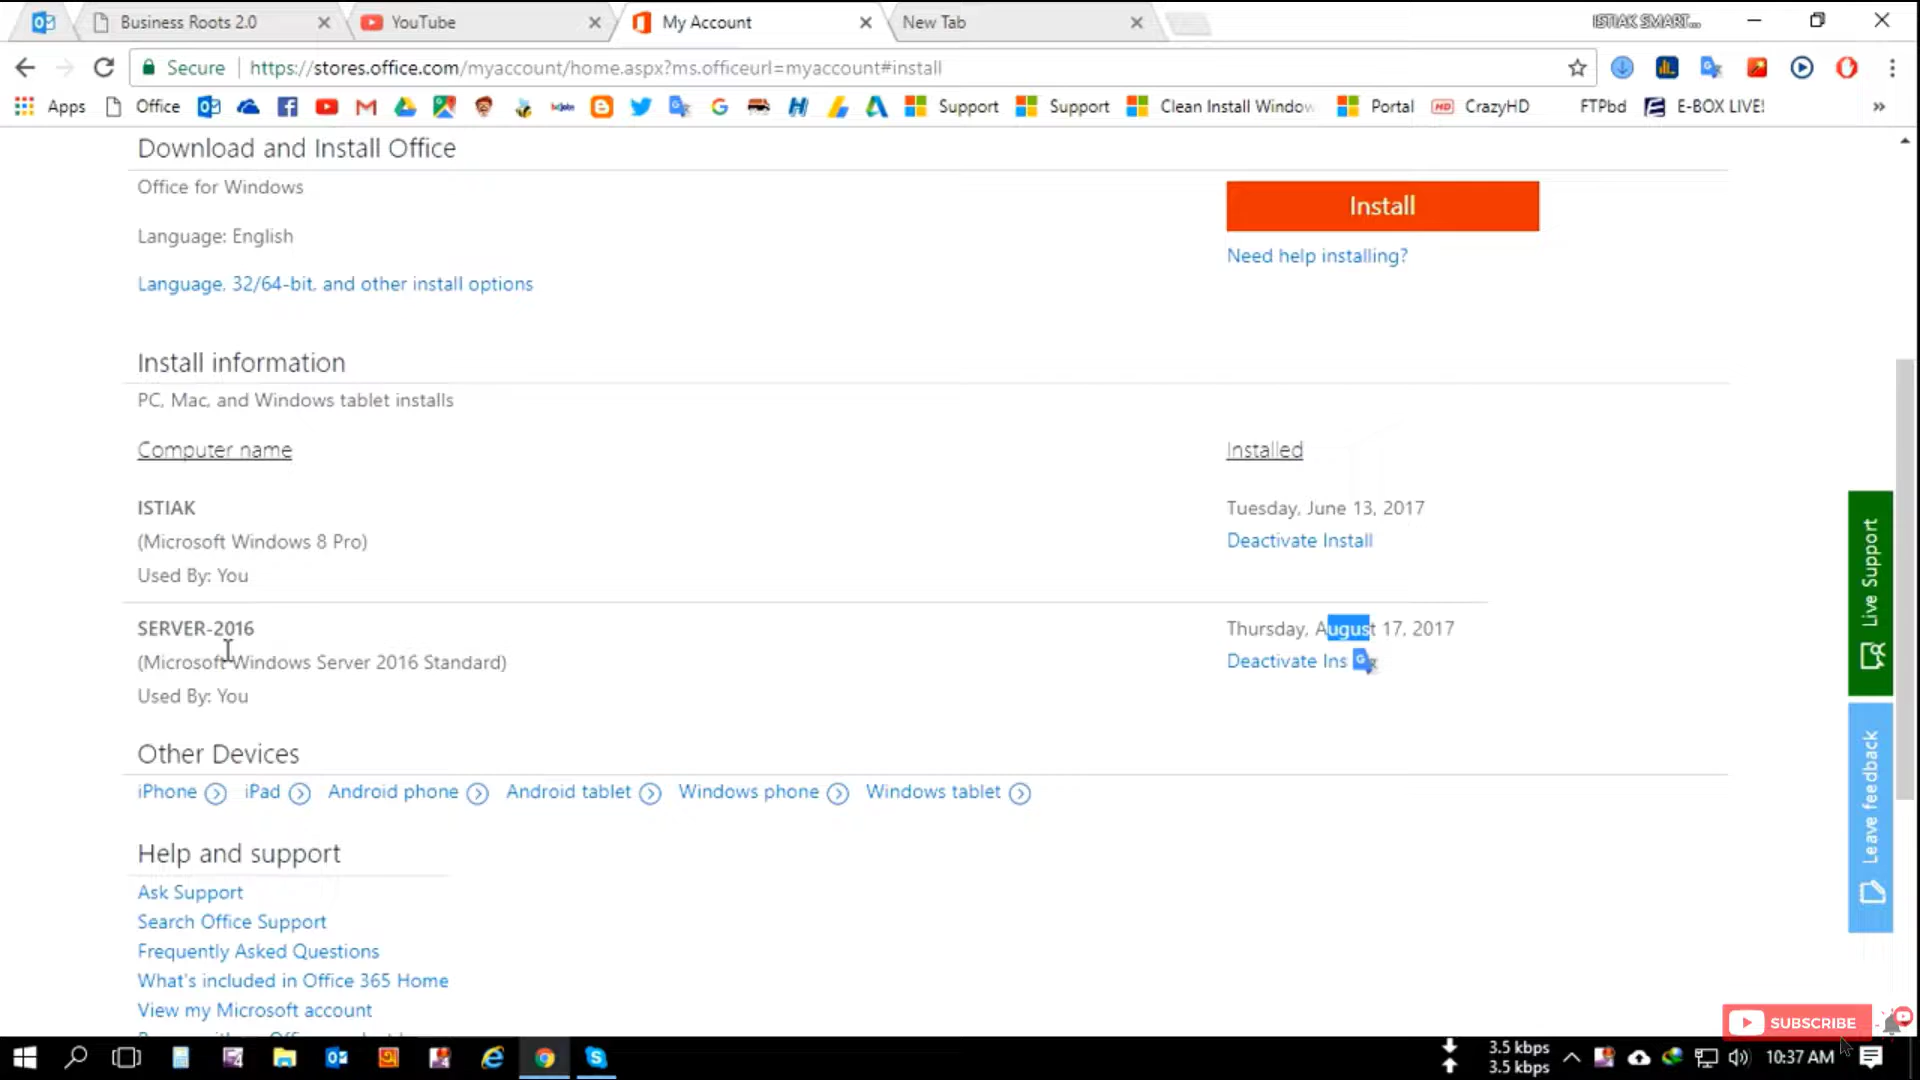 Business Roots 2.0
YouTube
My Account
New Tab
ISTIAK SMART...
Secure
https://stores.office.com/myaccount/home.aspx?ms.officeurl=myaccount#install
Apps
Office
Support
Support
Clean Install Window
Portal
HD
CrazyHD
FTPbd
E-BOX LIVE!
Download and Install Office
Office for Windows
Install
Language: English
Need help installing?
Language, 32/64-bit, and other install options
Install information
PC, Mac, and Windows tablet installs
Computer name
Installed
ISTIAK
Tuesday, June 13, 2017
(Microsoft Windows 8 Pro)
Deactivate Install
Used By: You
SERVER-2016
Thursday, August 17, 2017
(Microsoft Windows Server 2016 Standard)
Deactivate Ins
Used By: You
Other Devices
iPhone
iPad
Android phone
Android tablet
Windows phone
Windows tablet
Help and support
Ask Support
Search Office Support
Frequently Asked Questions
What's included in Office 365 Home
View my Microsoft account
Live Support
Leave feedback
SUBSCRIBE
3.5 kbps
3.5 kbps
10:37 AM